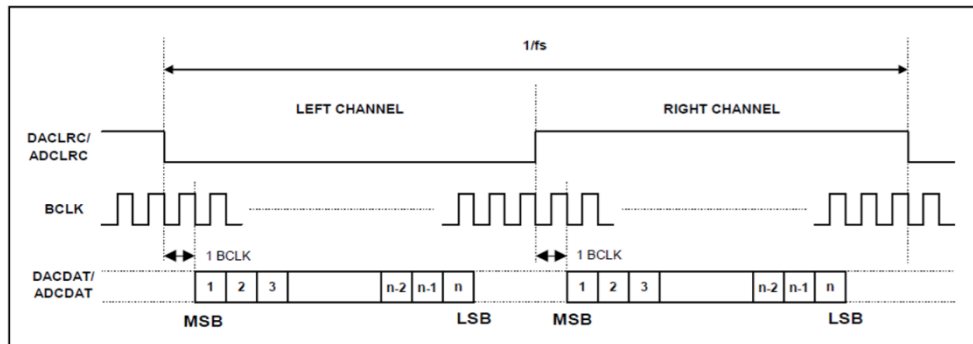 1/fs
LEFT CHANNEL
RIGHT CHANNEL
DACLRC/
ADCLRC
BCLK
1 BCLK
1 BCLK
DACDAT/
ADCDAT
1 2 3 n-2 n-1 n
1 2 3 n-2 n-1 n
MSB
LSB
MSB
LSB